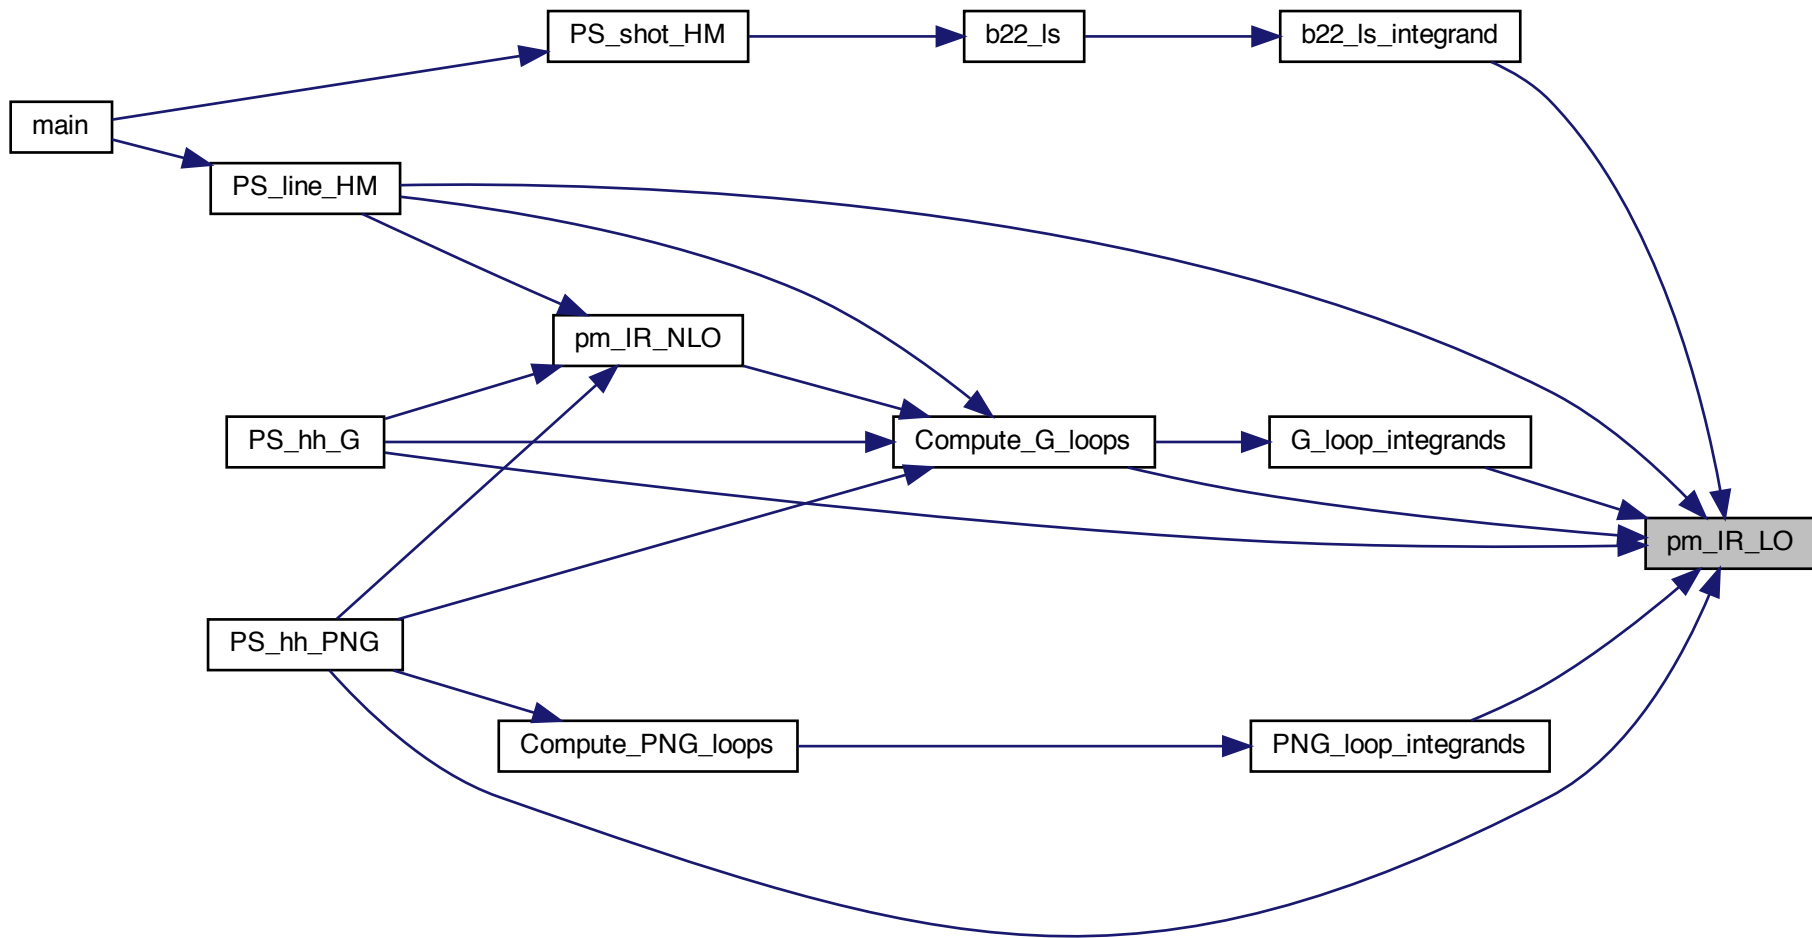 PS_shot_HM
b22_ls
b22_ls_integrand
main
PS_line_HM
pm_IR_NLO
PS_hh_G
Compute_G_loops
G_loop_integrands
pm_IR_LO
PS_hh_PNG
Compute_PNG_loops
PNG_loop_integrands